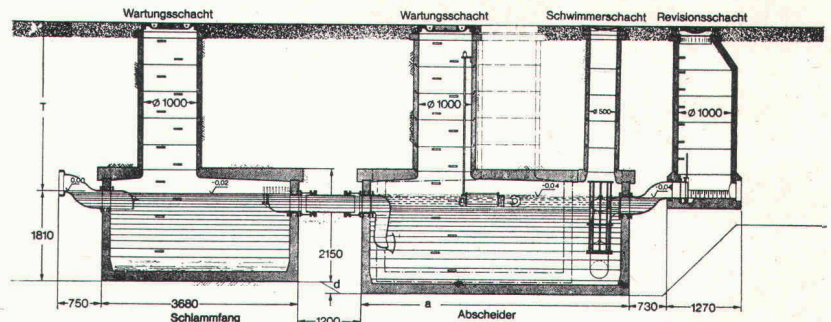 Wartungsschacht
Wartungsschacht
Schwimmerschacht
Revisionsschacht
T
ø 1000
ø 1000
ø 500
ø 1000
0,00
-0,02
-0,04
-0,04
1810
2150
d
750
3680
a
730
1270
Schlammfang
1200
Abscheider